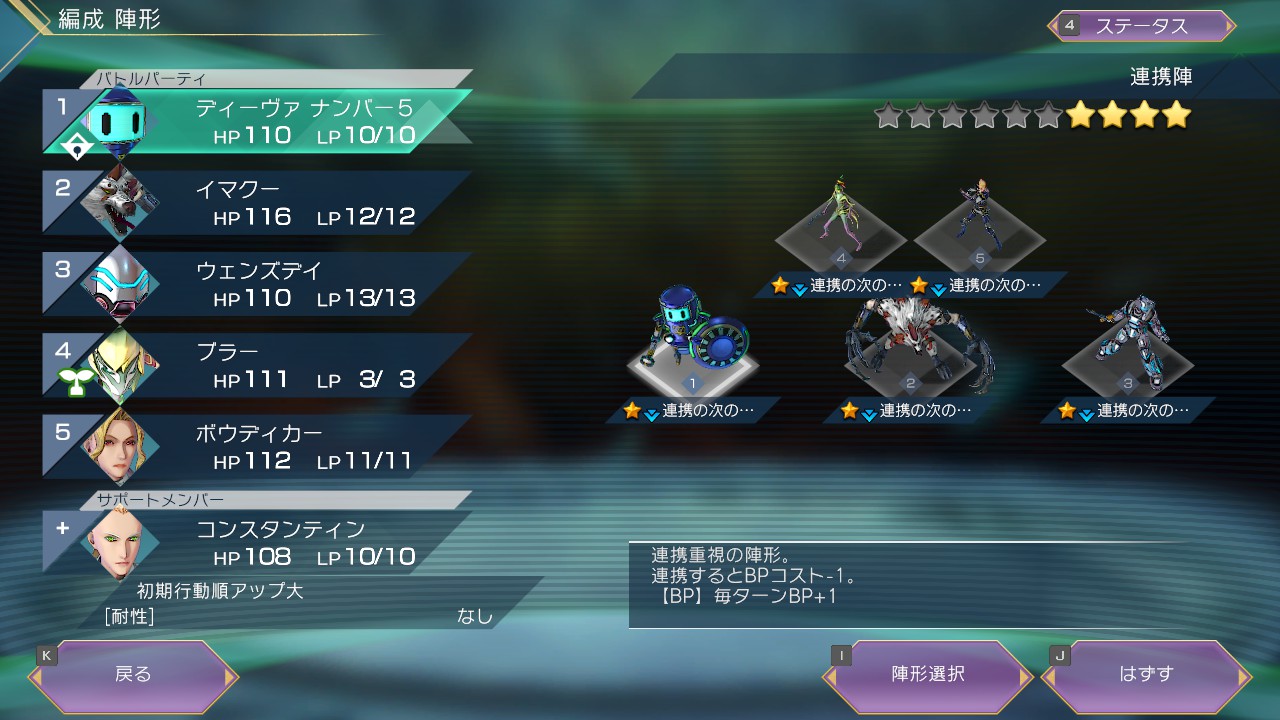 編成 陣形
4 ステータス
バトルパーティ
1 ディーヴァ ナンバー5
HP110 LP10/10
2 イマクー
HP116 LP12/12
3 ウェンズデイ
HP110 LP13/13
4 ブラー
HP111 LP 3/ 3
5 ボウディカー
HP112 LP11/11
サポートメンバー
+ コンスタンティン
HP108 LP10/10
初期行動順アップ大
[耐性] なし
連携陣
4 5
連携の次の… 連携の次の…
1 2 3
連携の次の… 連携の次の… 連携の次の…
連携重視の陣形。
連携するとBPコスト-1。
【BP】毎ターンBP+1
K 戻る
I 陣形選択
J はずす